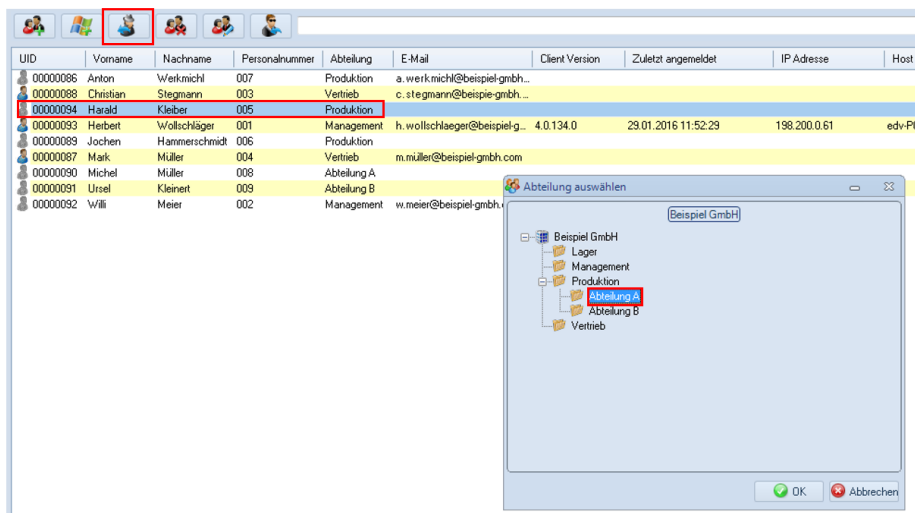 UID Vorname Nachname Personalnummer Abteilung E-Mail Client Version Zuletzt angemeldet IP Adresse Host
00000086 Anton Werkmichl 007 Produktion a.werkmichl@beispiel-gmbh...
00000088 Christian Stegmann 003 Vertrieb c.stegmann@beispie-gmbh...
00000094 Harald Kleiber 005 Produktion
00000093 Herbert Wollschläger 001 Management h.wollschlaeger@beispiel-g... 4.0.134.0 29.01.2016 11:52:29 198.200.0.61 edv-P
00000089 Jochen Hammerschmidt 006 Produktion
00000087 Mark Müller 004 Vertrieb m.müller@beispiel-gmbh.com
00000090 Michel Müller 008 Abteilung A
00000091 Ursel Kleinert 009 Abteilung B
00000092 Willi Meier 002 Management w.meier@beispiel-gmbh.
Abteilung auswählen
Beispiel GmbH
Beispiel GmbH
Lager
Management
Produktion
Abteilung A
Abteilung B
Vertrieb
OK Abbrechen